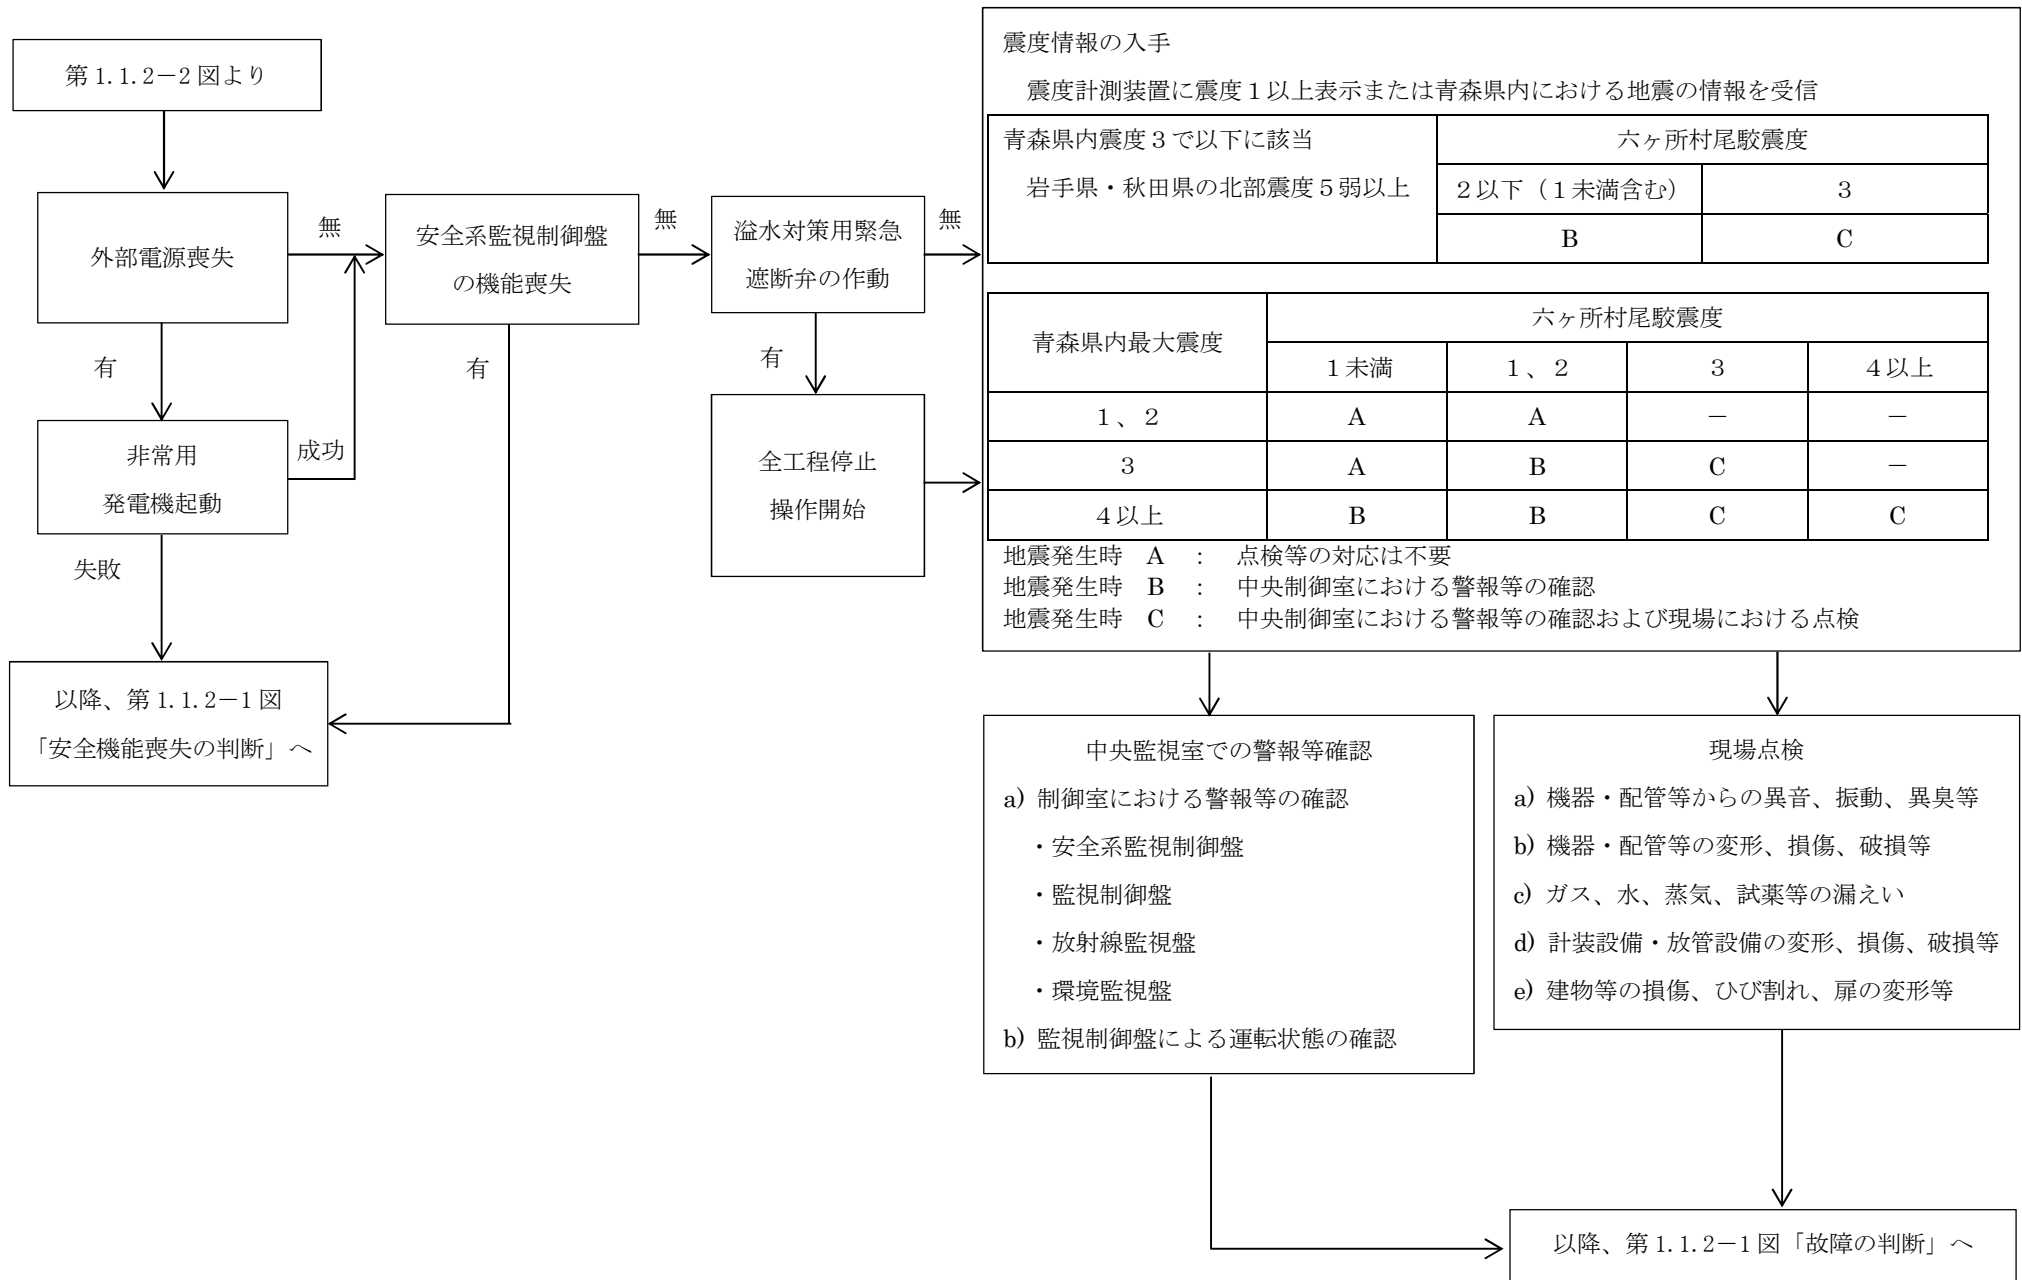 第1.1.2－2図より
外部電源喪失
無
有
非常用
発電機起動
成功
失敗
以降、第1.1.2－1図
「安全機能喪失の判断」へ
安全系監視制御盤
の機能喪失
無
有
溢水対策用緊急
遮断弁の作動
無
有
全工程停止
操作開始
震度情報の入手
震度計測装置に震度１以上表示または青森県内における地震の情報を受信
青森県内震度３で以下に該当
岩手県・秋田県の北部震度５弱以上
六ヶ所村尾駮震度
２以下（１未満含む） ３
B C
青森県内最大震度
六ヶ所村尾駮震度
１未満 １、２ ３ ４以上
１、２ A A － －
３ A B C －
４以上 B B C C
地震発生時 A ： 点検等の対応は不要
地震発生時 B ： 中央制御室における警報等の確認
地震発生時 C ： 中央制御室における警報等の確認および現場における点検
中央監視室での警報等確認
a) 制御室における警報等の確認
・安全系監視制御盤
・監視制御盤
・放射線監視盤
・環境監視盤
b) 監視制御盤による運転状態の確認
現場点検
a) 機器・配管等からの異音、振動、異臭等
b) 機器・配管等の変形、損傷、破損等
c) ガス、水、蒸気、試薬等の漏えい
d) 計装設備・放管設備の変形、損傷、破損等
e) 建物等の損傷、ひび割れ、扉の変形等
以降、第1.1.2－1図「故障の判断」へ